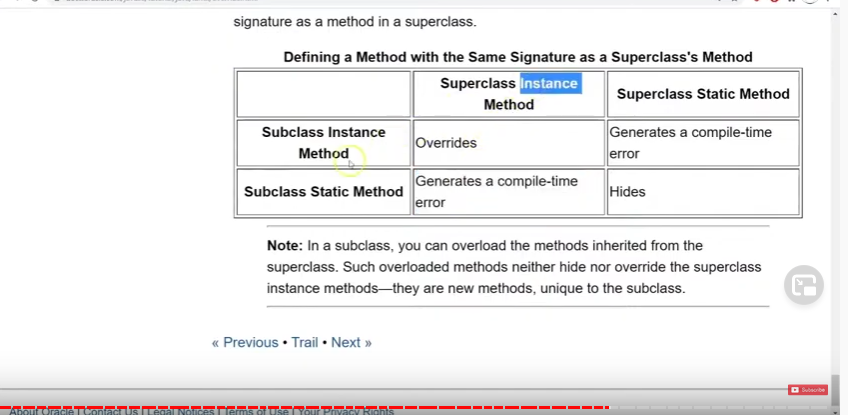 signature as a method in a superclass.
Defining a Method with the Same Signature as a Superclass's Method
Superclass Instance
Method
Superclass Static Method
Subclass Instance
Method
Overrides
Generates a compile-time
error
Subclass Static Method
Generates a compile-time
error
Hides
Note: In a subclass, you can overload the methods inherited from the
superclass. Such overloaded methods neither hide nor override the superclass
instance methods—they are new methods, unique to the subclass.
« Previous • Trail • Next »
Subscribe
About Oracle | Contact Us | Legal Notices | Terms of Use | Your Privacy Rights